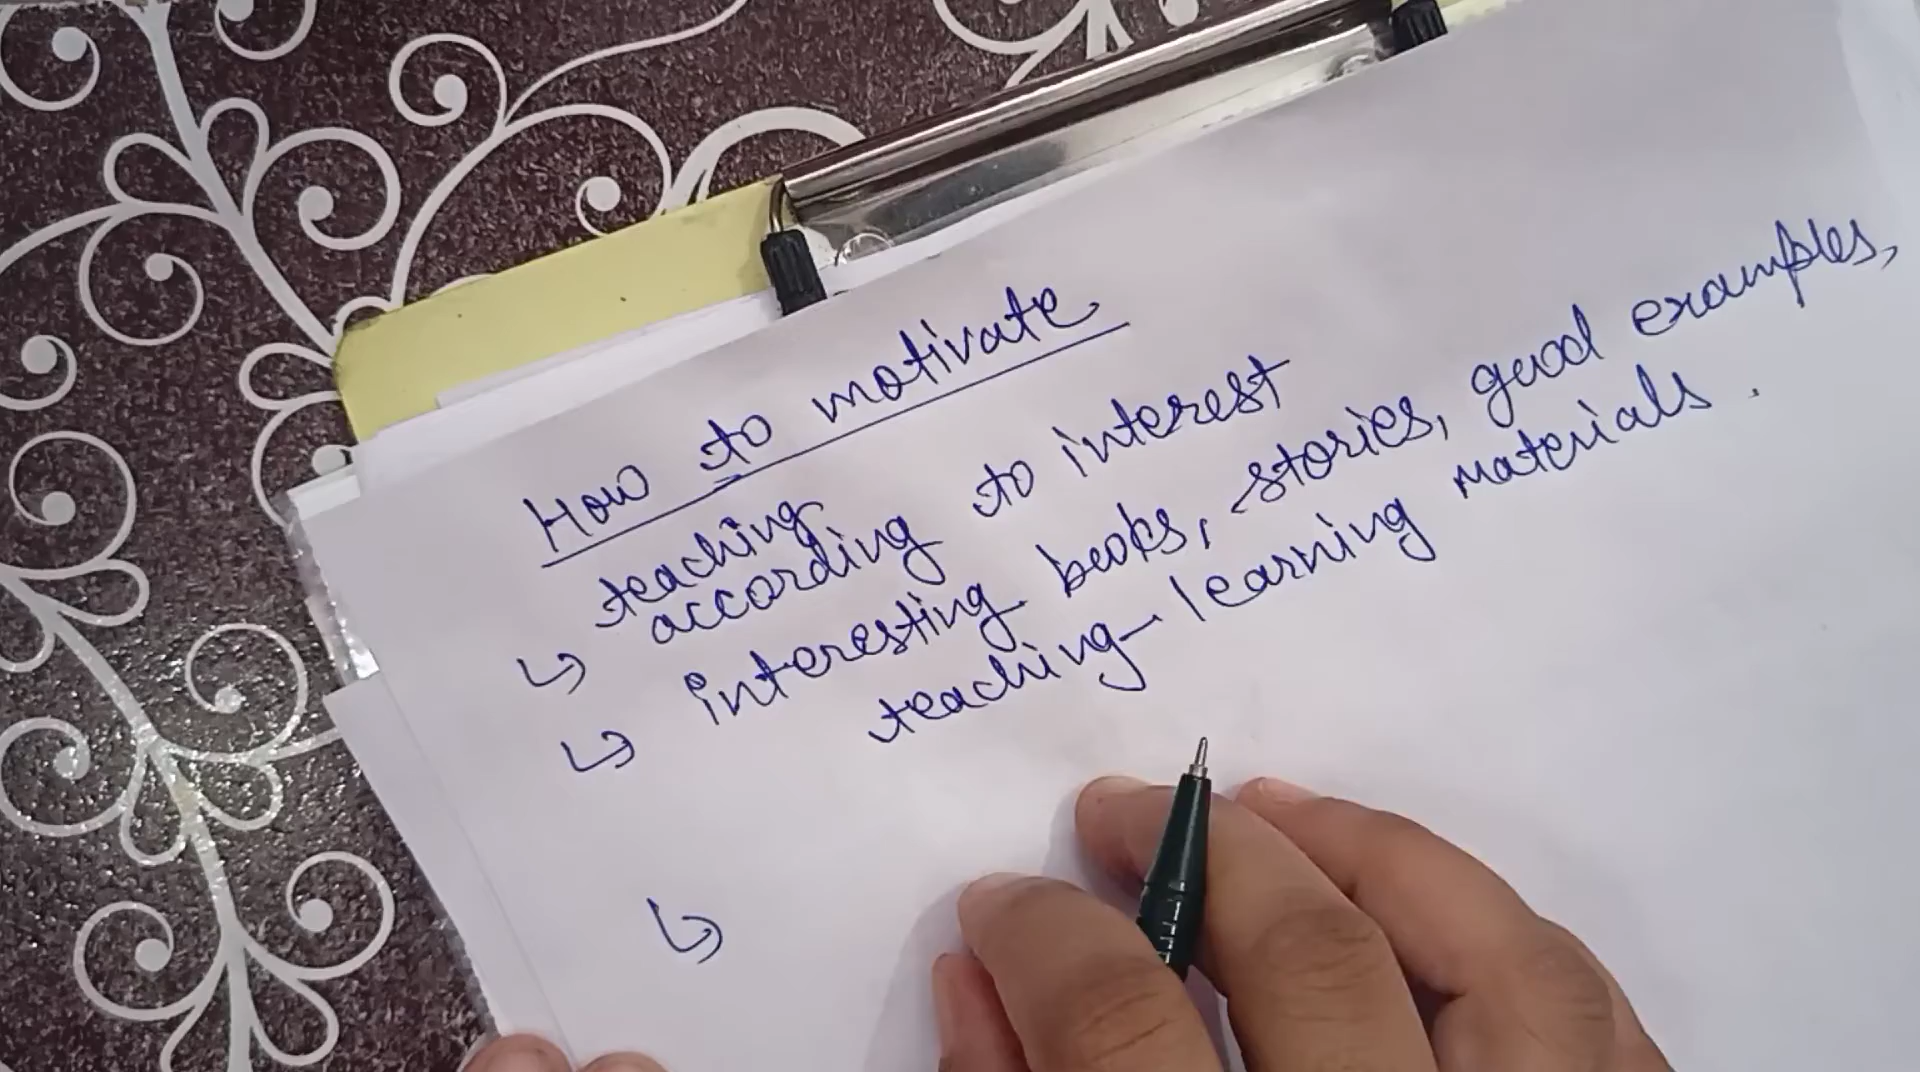 How to motivate
teaching
↳ according to interest
↳ interesting books, stories, good examples,
teaching-learning materials.
↳